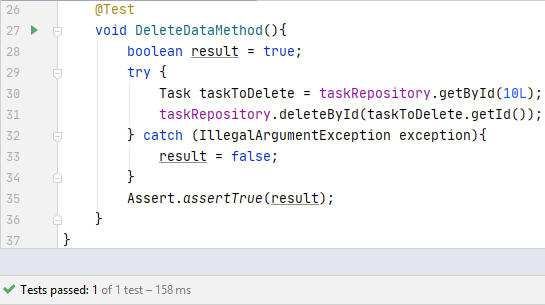 26 @Test
27 void DeleteDataMethod(){
28 boolean result = true;
29 try {
30 Task taskToDelete = taskRepository.getById(10L);
31 taskRepository.deleteById(taskToDelete.getId());
32 } catch (IllegalArgumentException exception){
33 result = false;
34 }
35 Assert.assertTrue(result);
36 }
37 }
Tests passed: 1 of 1 test – 158 ms